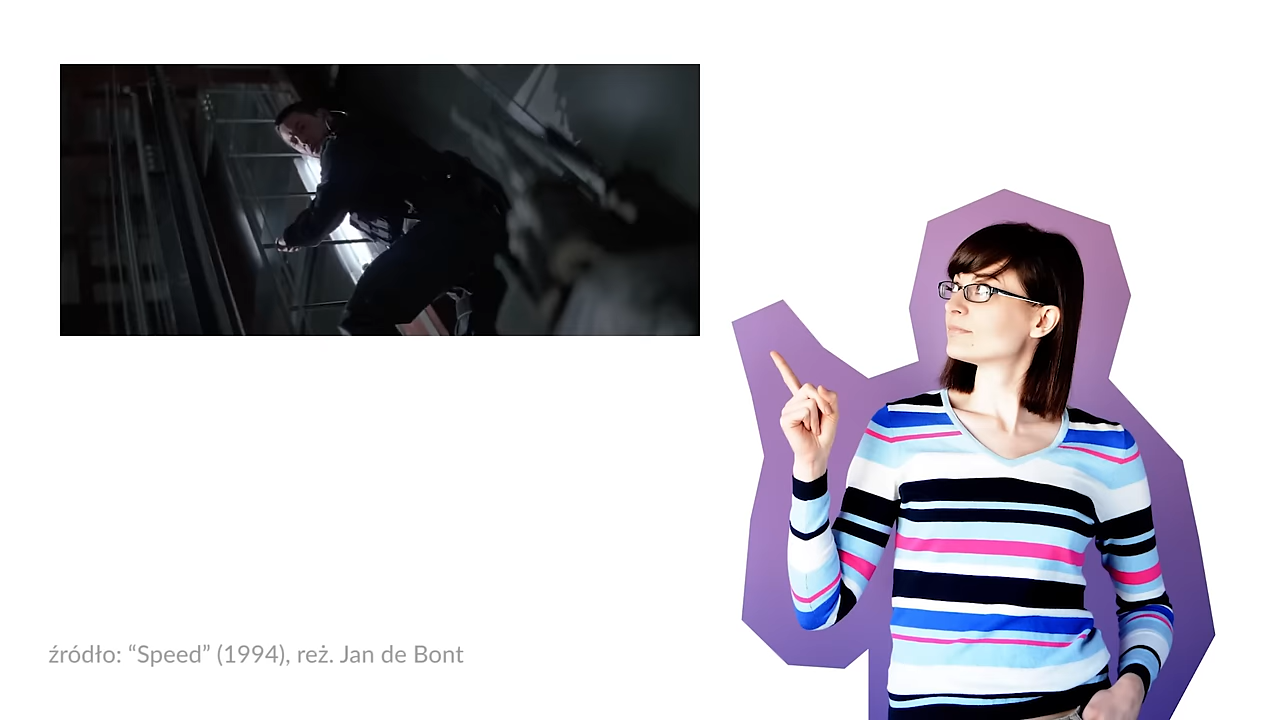 źródło: “Speed” (1994), reż. Jan de Bont